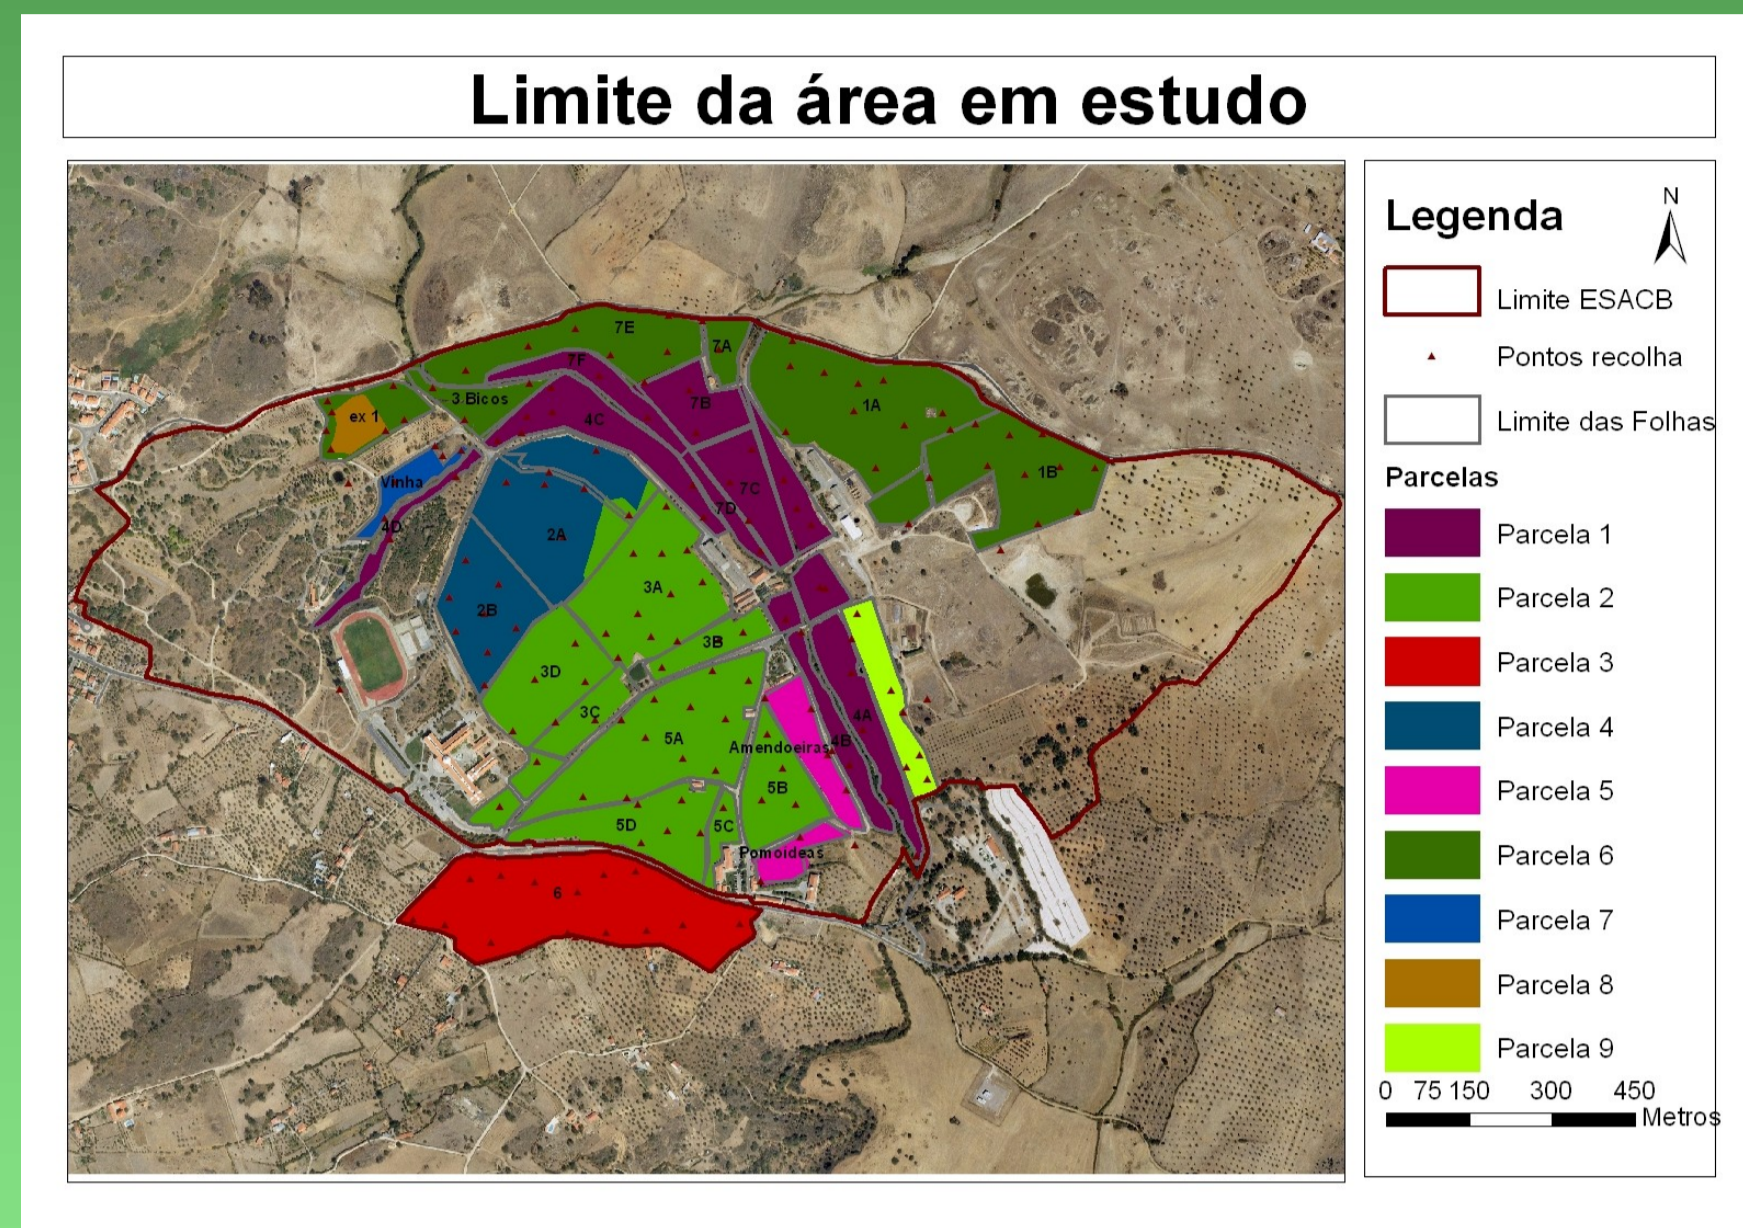 Limite da área em estudo
7E
7A
7F
3 Bicos
7B
1A
ex 1
4C
1B
Vinha
7C
7D
4D
2A
3A
2B
3B
3D
3C
4A
5A
4B
Amendoeiras
5B
5D
5C
Pomoideas
6
Legenda
N
Limite ESACB
Pontos recolha
Limite das Folhas
Parcelas
Parcela 1
Parcela 2
Parcela 3
Parcela 4
Parcela 5
Parcela 6
Parcela 7
Parcela 8
Parcela 9
0 75 150 300 450
Metros